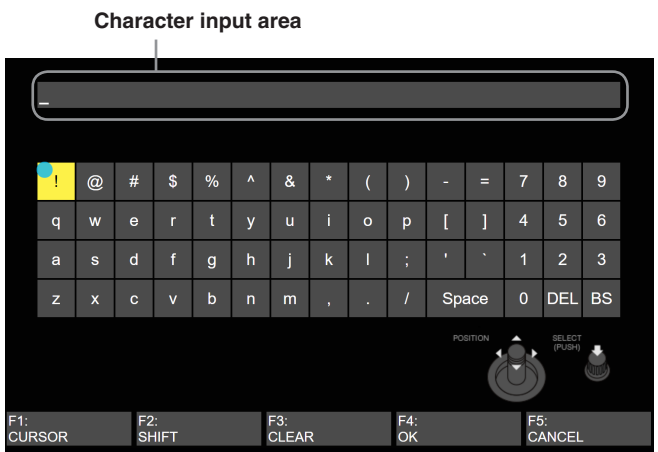 Character input area
_
! @ # $ % ^ & * ( ) - = 7 8 9
q w e r t y u i o p [ ] 4 5 6
a s d f g h j k l ; ' ` 1 2 3
z x c v b n m , . / Space 0 DEL BS
POSITION
SELECT
(PUSH)
F1:
CURSOR
F2:
SHIFT
F3:
CLEAR
F4:
OK
F5:
CANCEL